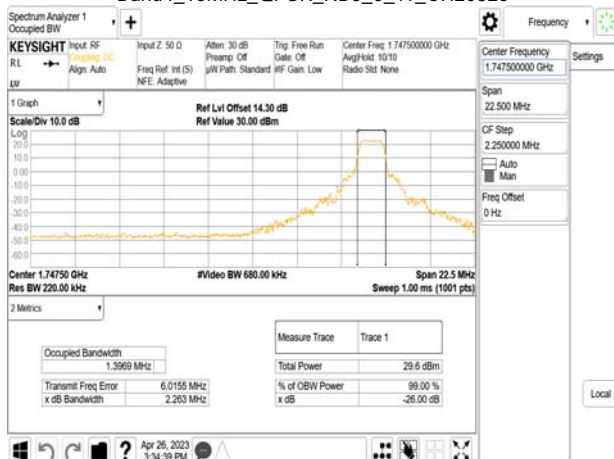 Spectrum Analyzer 1
Occupied BW
Frequency
KEYSIGHT Input: RF
RL
Coupling: DC
Align: Auto
LXI
Input Z: 50 Ω
Freq Ref: Int (S)
NFE: Adaptive
Atten: 30 dB
Preamp: Off
µW Path: Standard
Trig: Free Run
Gate: Off
#IF Gain: Low
Center Freq: 1.747500000 GHz
Avg|Hold: 10/10
Radio Std: None
Center Frequency
1.747500000 GHz
Settings
Span
22.500 MHz
CF Step
2.250000 MHz
Auto
Man
Freq Offset
0 Hz
1 Graph
Scale/Div 10.0 dB
Ref Lvl Offset 14.30 dB
Ref Value 30.00 dBm
Log
20.0
10.0
0.00
-10.0
-20.0
-30.0
-40.0
-50.0
-60.0
Center 1.74750 GHz
Res BW 220.00 kHz
#Video BW 680.00 kHz
Span 22.5 MHz
Sweep 1.00 ms (1001 pts)
2 Metrics
Measure Trace Trace 1
Occupied Bandwidth
1.3969 MHz
Total Power 29.6 dBm
Transmit Freq Error 6.0155 MHz
% of OBW Power 99.00 %
x dB Bandwidth 2.263 MHz
x dB -26.00 dB
Local
Apr 26, 2023
3:34:39 PM